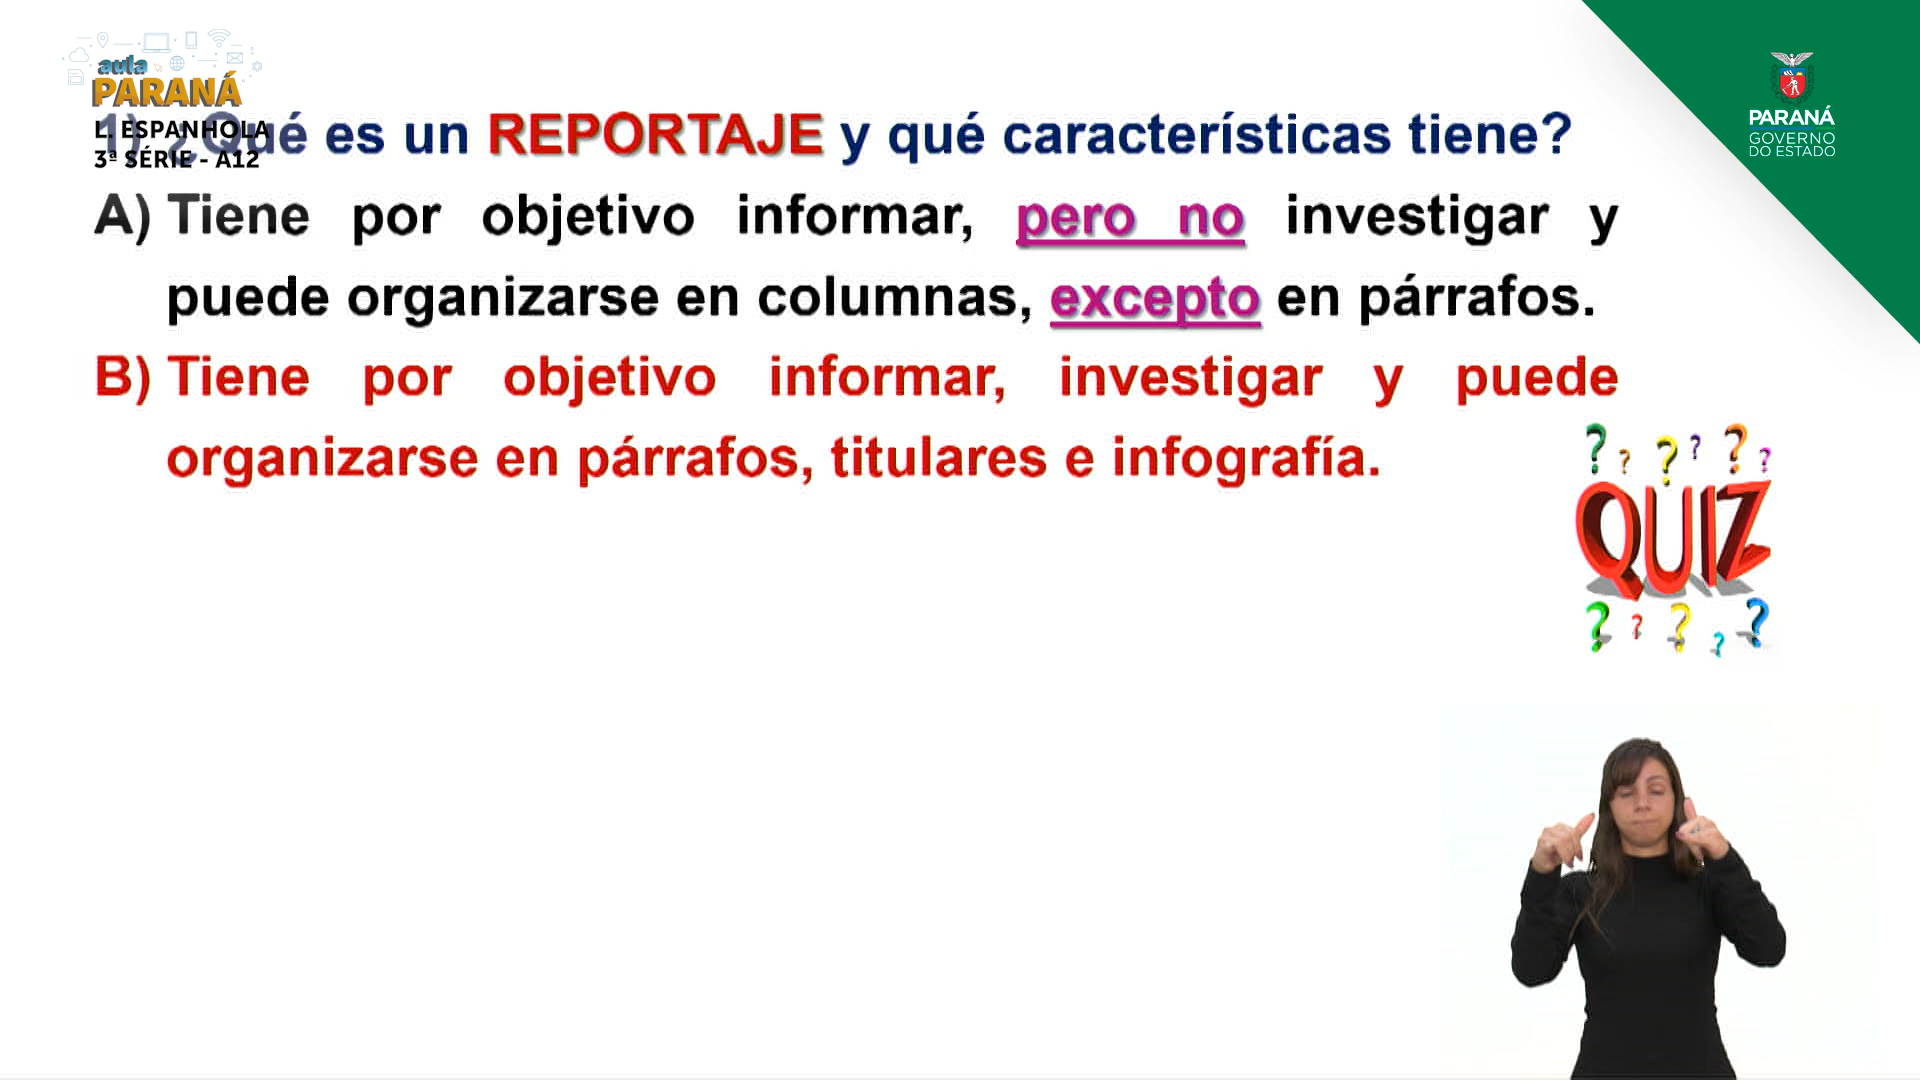 aula
PARANÁ
L. ESPANHOLA
3ª SÉRIE - A12
PARANÁ
GOVERNO
DO ESTADO
1) ¿Qué es un REPORTAJE y qué características tiene?
A) Tiene por objetivo informar, pero no investigar y
puede organizarse en columnas, excepto en párrafos.
B) Tiene por objetivo informar, investigar y puede
organizarse en párrafos, titulares e infografía.
? ? ? ? ? ?
QUIZ
? ? ? ? ?